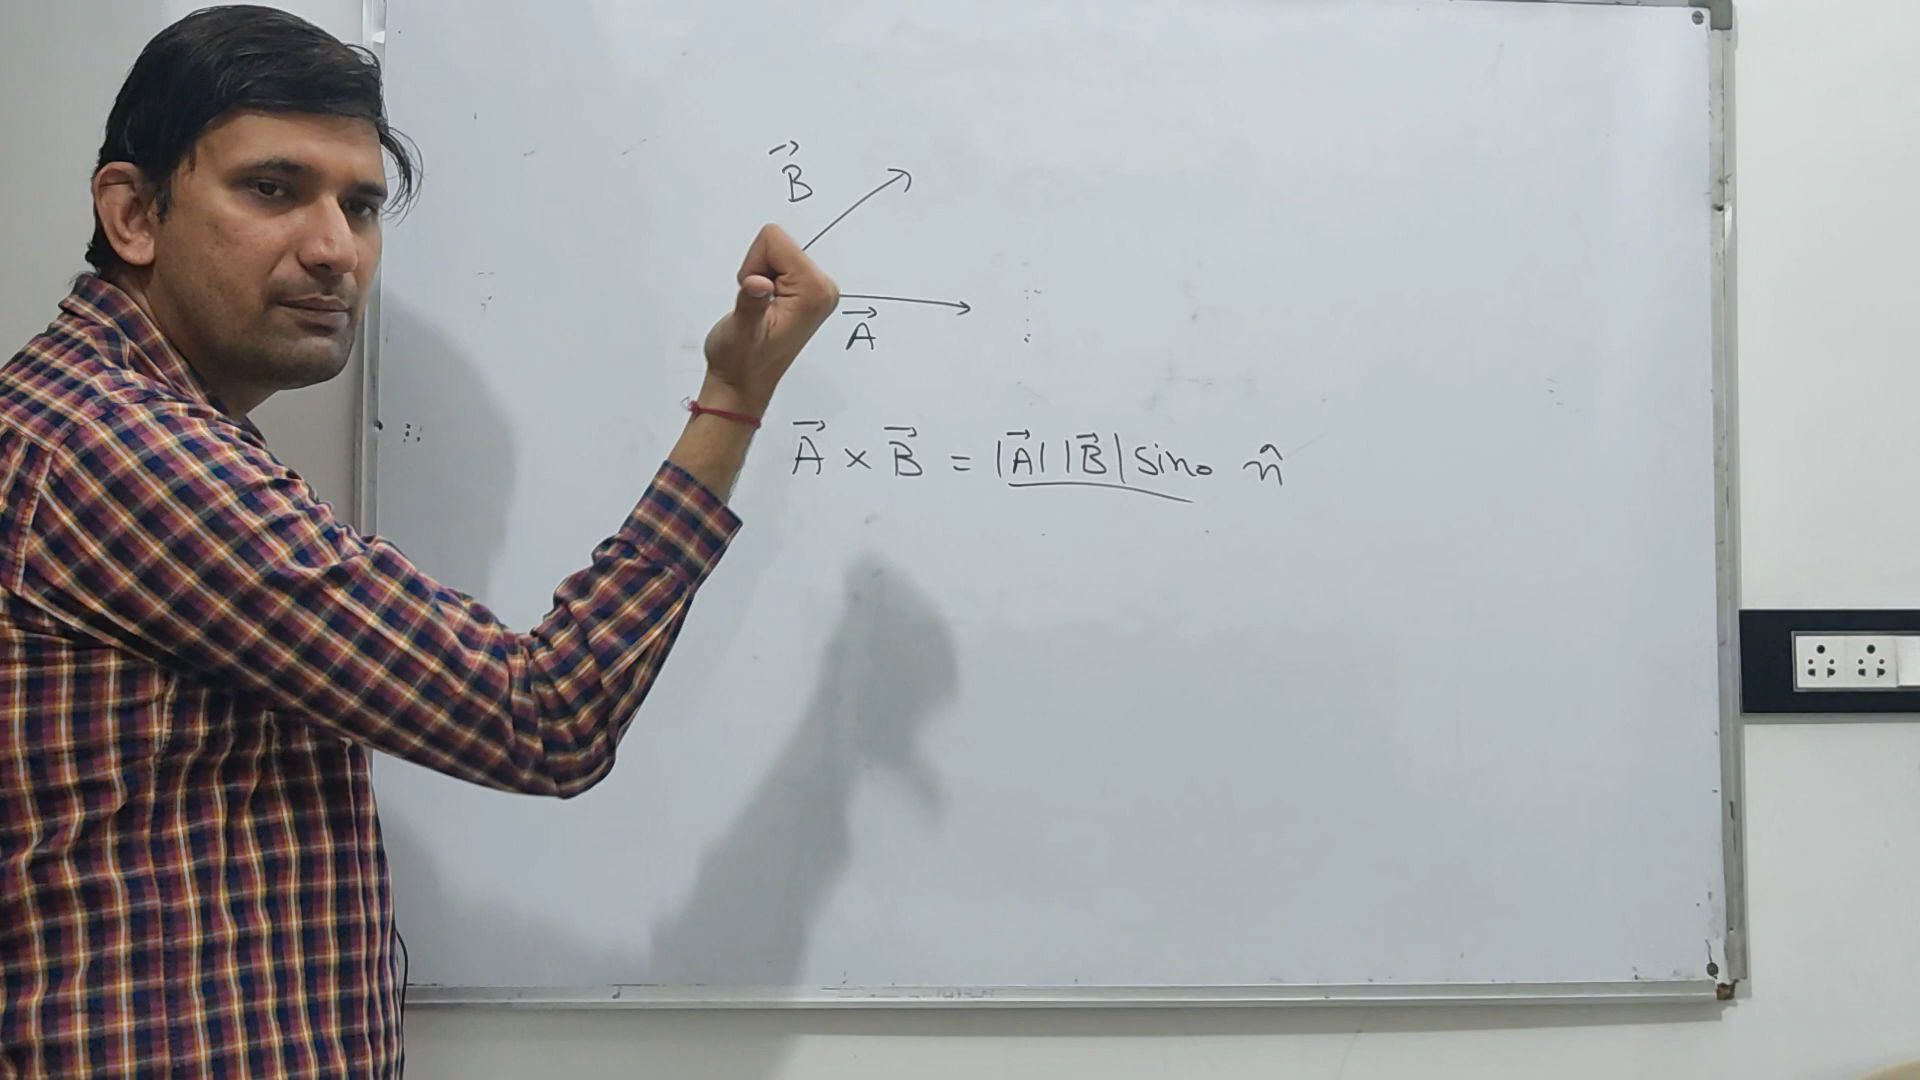 B⃗
A⃗
A⃗ × B⃗ = |A⃗| |B⃗| sinθ n̂